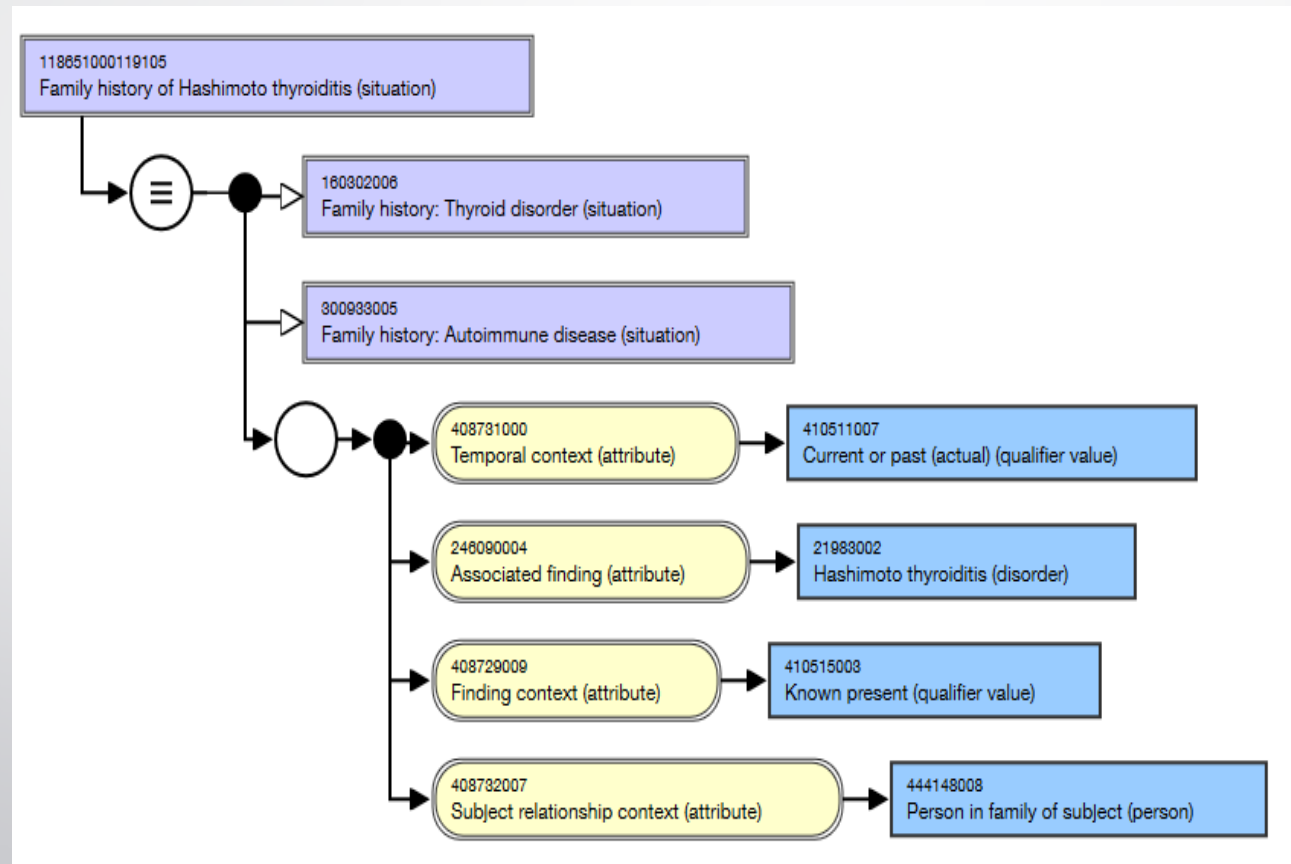 118651000119105
Family history of Hashimoto thyroiditis (situation)
160302006
Family history: Thyroid disorder (situation)
300933005
Family history: Autoimmune disease (situation)
408731000
Temporal context (attribute)
410511007
Current or past (actual) (qualifier value)
246090004
Associated finding (attribute)
21983002
Hashimoto thyroiditis (disorder)
408729009
Finding context (attribute)
410515003
Known present (qualifier value)
408732007
Subject relationship context (attribute)
444148008
Person in family of subject (person)